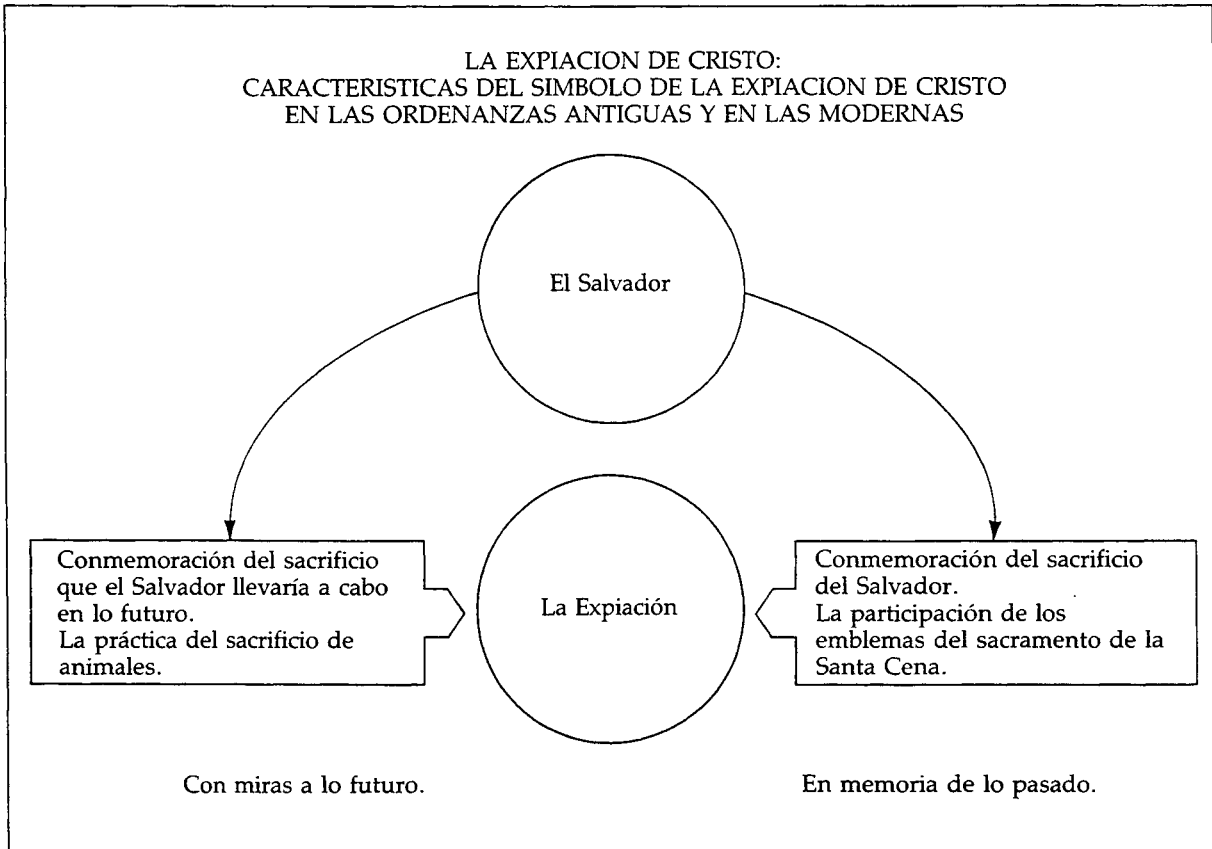 LA EXPIACION DE CRISTO:
CARACTERISTICAS DEL SIMBOLO DE LA EXPIACION DE CRISTO
EN LAS ORDENANZAS ANTIGUAS Y EN LAS MODERNAS
El Salvador
Conmemoración del sacrificio
que el Salvador llevaría a cabo
en lo futuro.
La práctica del sacrificio de
animales.
La Expiación
Conmemoración del sacrificio
del Salvador.
La participación de los
emblemas del sacramento de la
Santa Cena.
Con miras a lo futuro.
En memoria de lo pasado.